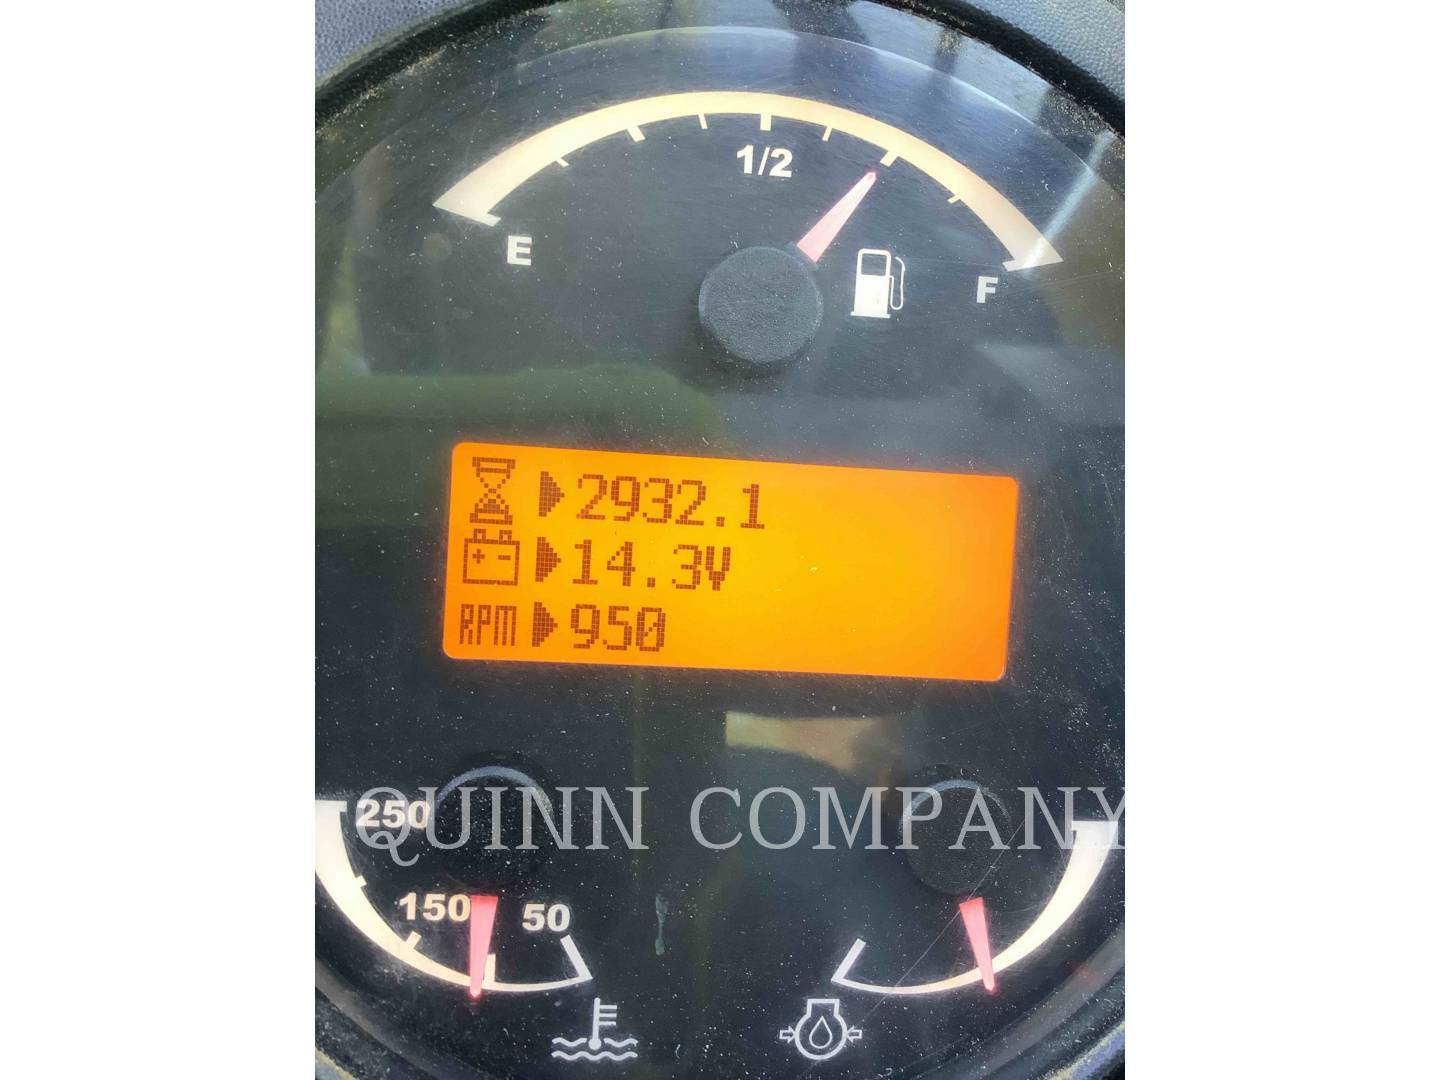 1/2
E
F
2932.1
14.3V
RPM 950
250
QUINN COMPANY
150
50